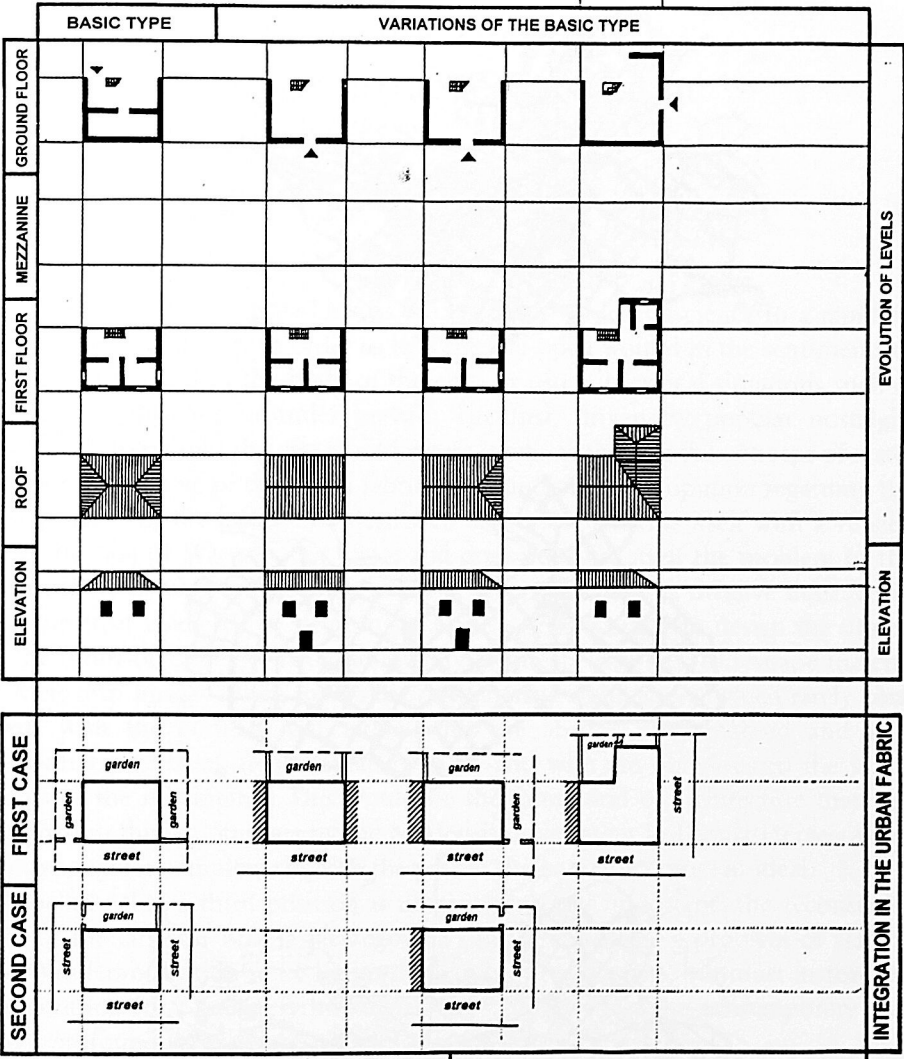 BASIC TYPE
VARIATIONS OF THE BASIC TYPE
GROUND FLOOR
MEZZANINE
FIRST FLOOR
ROOF
ELEVATION
EVOLUTION OF LEVELS
ELEVATION
FIRST CASE
garden
garden
garden
street
garden
street
garden
garden
street
garden
street
street
SECOND CASE
garden
street
street
street
garden
street
street
INTEGRATION IN THE URBAN FABRIC